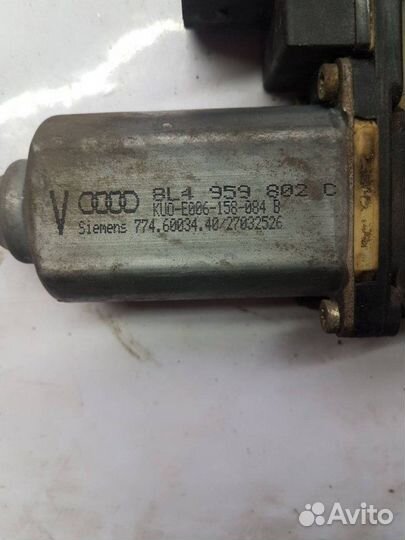 V 8L4 959 802 C
KUO-E006-158-084 B
Siemens 774.60034.40/27032526
Avito